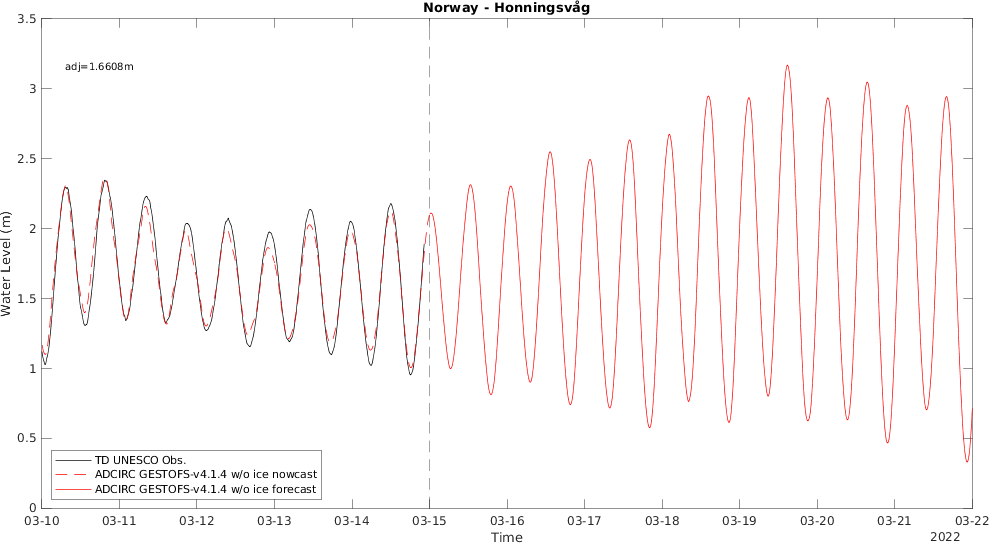 Norway - Honningsvåg
3.5
adj=1.6608m
3
2.5
2
Water Level (m)
1.5
1
0.5
TD UNESCO Obs.
ADCIRC GESTOFS-v4.1.4 w/o ice nowcast
ADCIRC GESTOFS-v4.1.4 w/o ice forecast
0
03-10 03-11 03-12 03-13 03-14 03-15 03-16 03-17 03-18 03-19 03-20 03-21 03-22
Time
2022